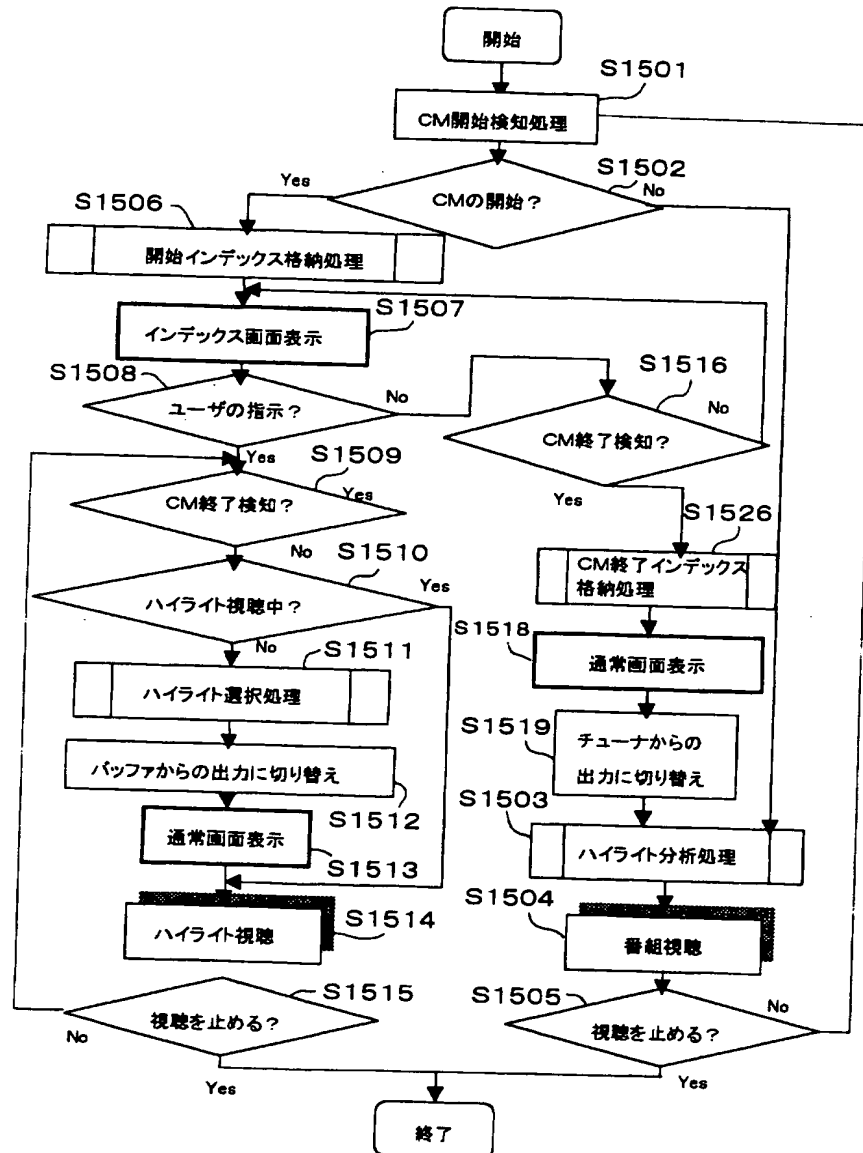 開始
S1501
CM開始検知処理
S1502
Yes
CMの開始?
No
S1506
開始インデックス格納処理
S1507
インデックス画面表示
S1508
ユーザの指示?
No
S1516
No
CM終了検知?
Yes
Yes
S1509
CM終了検知?
Yes
No
S1510
ハイライト視聴中?
Yes
No
S1526
CM終了インデックス
格納処理
S1511
ハイライト選択処理
S1518
通常画面表示
S1512
バッファからの出力に切り替え
S1519
チューナからの
出力に切り替え
S1513
通常画面表示
S1503
ハイライト分析処理
S1514
ハイライト視聴
S1504
番組視聴
S1515
視聴を止める?
No
Yes
S1505
視聴を止める?
No
Yes
終了